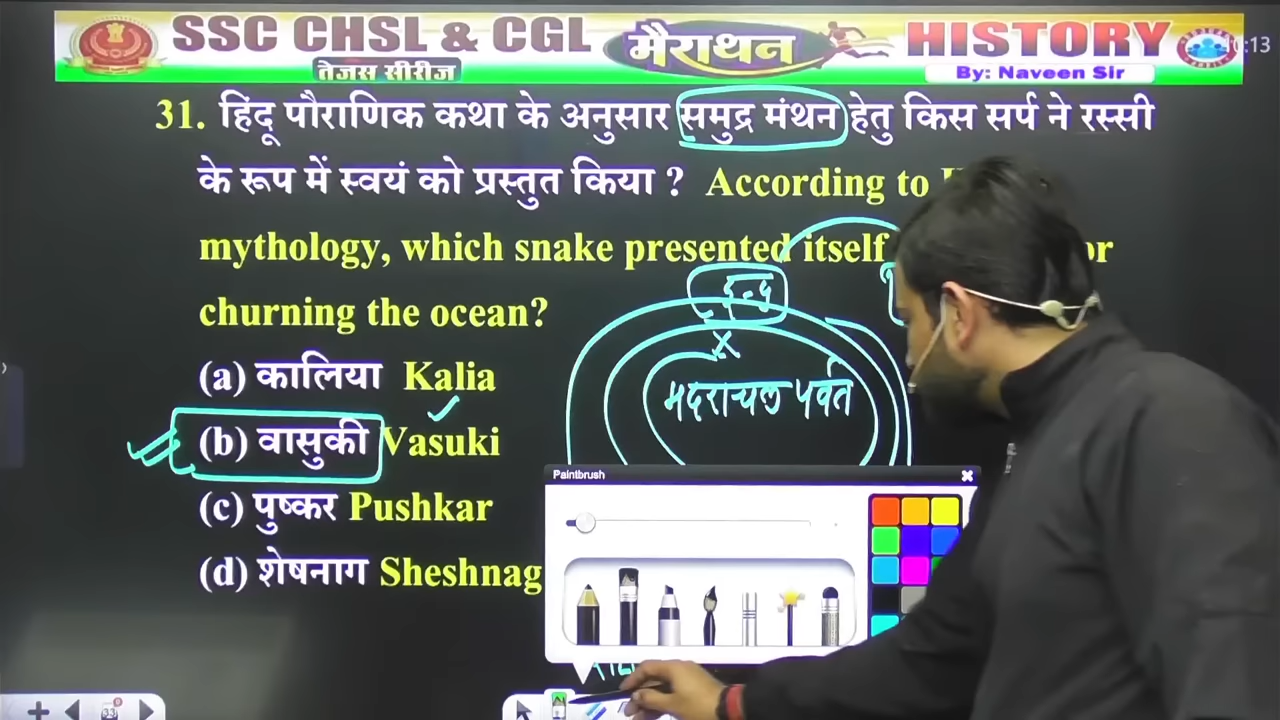 SSC CHSL & CGL मैराथन HISTORY
तेजस सीरीज
By: Naveen Sir
:13
31. हिंदू पौराणिक कथा के अनुसार समुद्र मंथन हेतु किस सर्प ने रस्सी
के रूप में स्वयं को प्रस्तुत किया ? According to
mythology, which snake presented itself or
churning the ocean?
(a) कालिया Kalia
(b) वासुकी Vasuki
(c) पुष्कर Pushkar
(d) शेषनाग Sheshnag
मदराचल पर्वत
Paintbrush